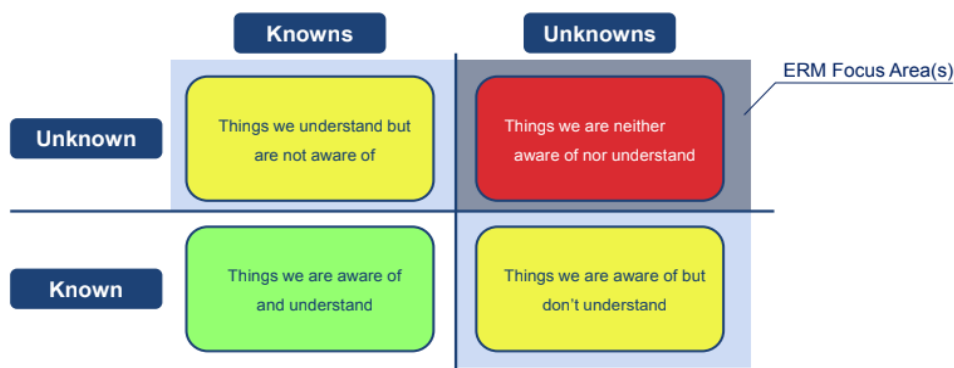 Knowns
Unknowns
ERM Focus Area(s)
Unknown
Things we understand but
are not aware of
Things we are neither
aware of nor understand
Known
Things we are aware of
and understand
Things we are aware of but
don’t understand